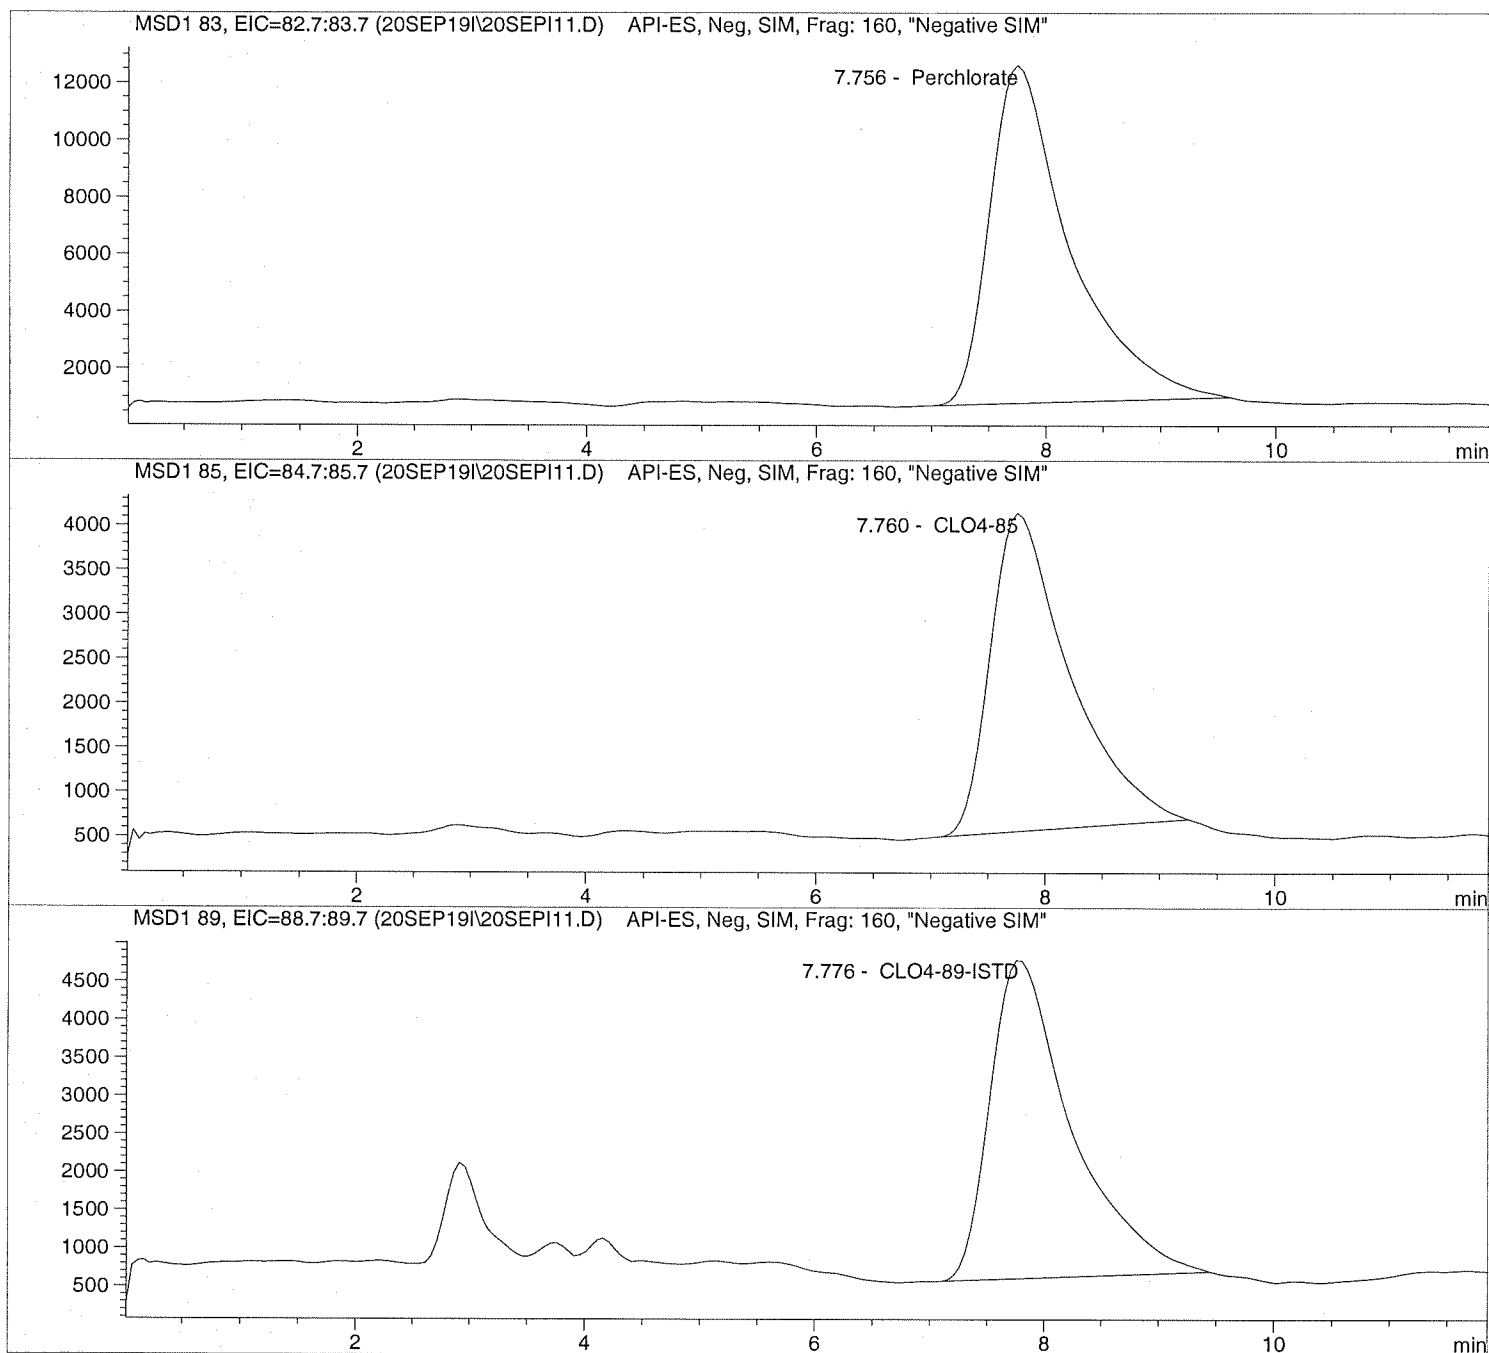 MSD1 83, EIC=82.7:83.7 (20SEP19I\20SEPI11.D) API-ES, Neg, SIM, Frag: 160, "Negative SIM"
7.756 - Perchlorate
12000
10000
8000
6000
4000
2000
2 4 6 8 10 min
MSD1 85, EIC=84.7:85.7 (20SEP19I\20SEPI11.D) API-ES, Neg, SIM, Frag: 160, "Negative SIM"
7.760 - CLO4-85
4000
3500
3000
2500
2000
1500
1000
500
2 4 6 8 10 min
MSD1 89, EIC=88.7:89.7 (20SEP19I\20SEPI11.D) API-ES, Neg, SIM, Frag: 160, "Negative SIM"
7.776 - CLO4-89-ISTD
4500
4000
3500
3000
2500
2000
1500
1000
500
2 4 6 8 10 min